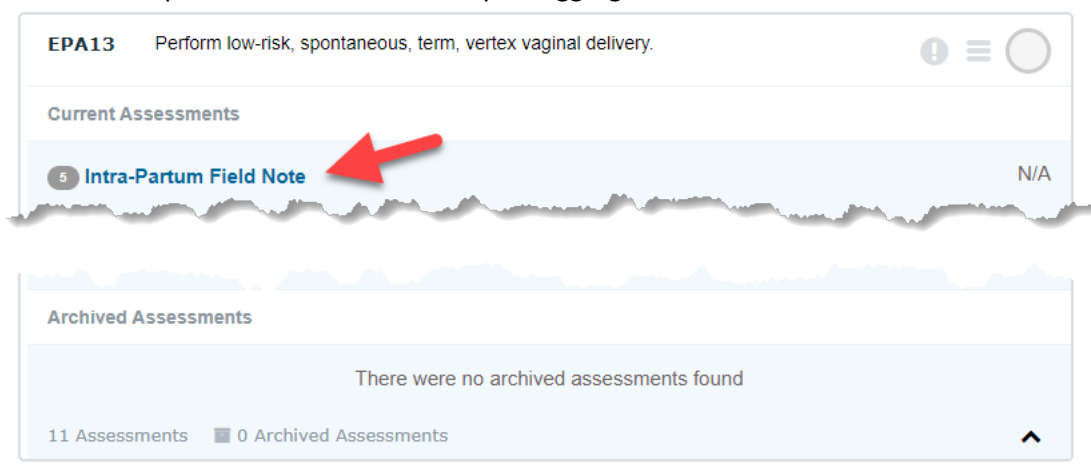 EPA13 Perform low-risk, spontaneous, term, vertex vaginal delivery.
Current Assessments
5 Intra-Partum Field Note N/A
Archived Assessments
There were no archived assessments found
11 Assessments 0 Archived Assessments